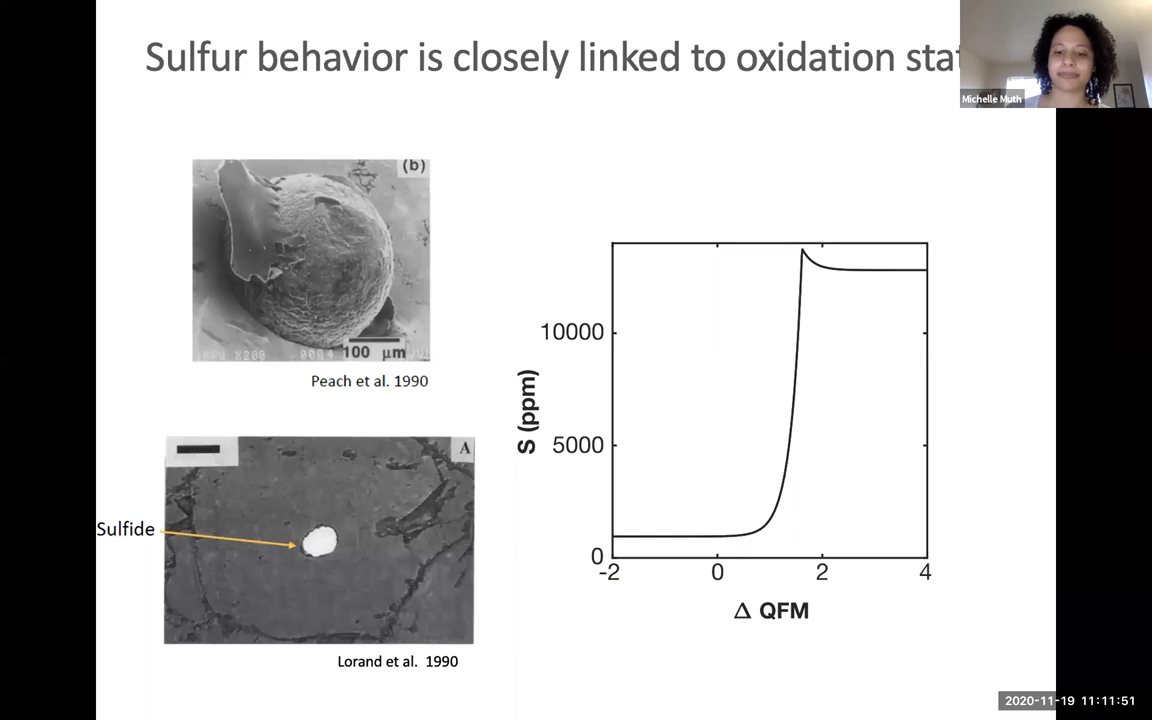 Sulfur behavior is closely linked to oxidation stat
Michelle Muth
(b)
X200
100 μm
Peach et al. 1990
A
Sulfide
Lorand et al. 1990
S (ppm)
10000
5000
0
-2 0 2 4
Δ QFM
2020-11-19 11:11:51